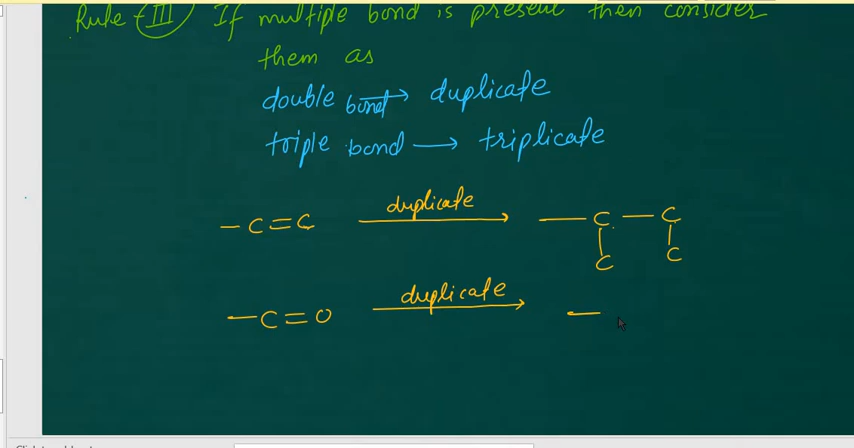 Rule-(III) If multiple bond is present then consider
them as
double bond → duplicate
triple bond → triplicate
-C=C duplicate → -C-C
C C
-C=O duplicate → -